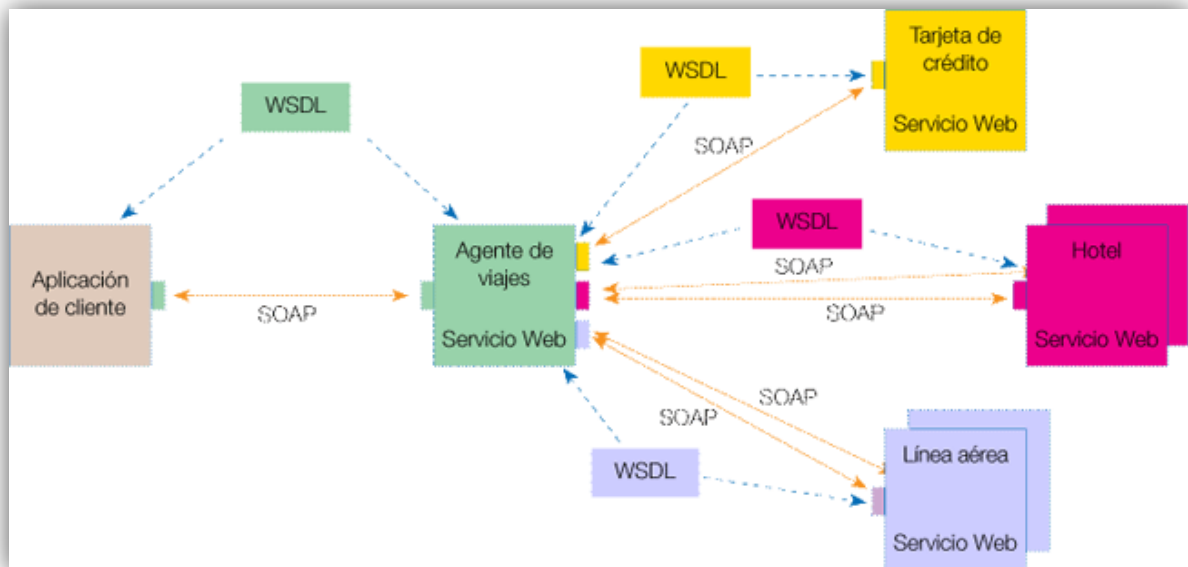 Tarjeta de
crédito
Servicio Web
WSDL
SOAP
WSDL
WSDL
Aplicación
de cliente
SOAP
Agente de
viajes
Servicio Web
SOAP
SOAP
Hotel
Servicio Web
SOAP
SOAP
WSDL
Línea aérea
Servicio Web